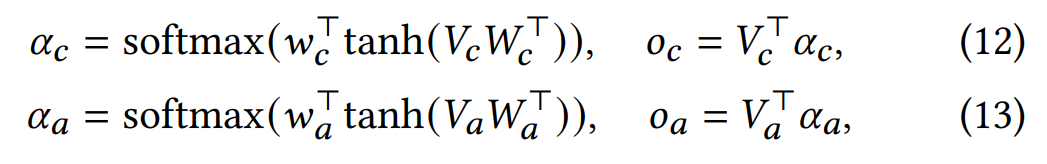 α_c = softmax(w_c^⊤ tanh(V_c W_c^⊤)), o_c = V_c^⊤ α_c, (12)
α_a = softmax(w_a^⊤ tanh(V_a W_a^⊤)), o_a = V_a^⊤ α_a, (13)